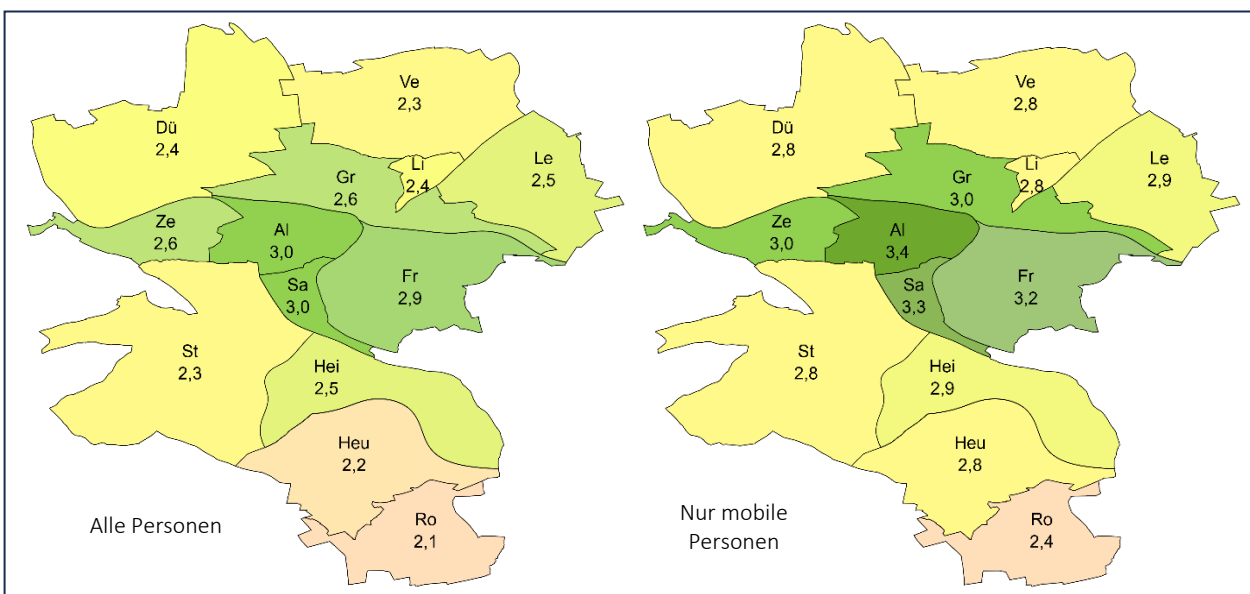 Ve
2,3
Dü
2,4
Li
2,4
Le
2,5
Gr
2,6
Ze
2,6
Al
3,0
Fr
2,9
Sa
3,0
St
2,3
Hei
2,5
Heu
2,2
Ro
2,1
Alle Personen
Ve
2,8
Dü
2,8
Li
2,8
Le
2,9
Gr
3,0
Ze
3,0
Al
3,4
Fr
3,2
Sa
3,3
St
2,8
Hei
2,9
Heu
2,8
Ro
2,4
Nur mobile
Personen